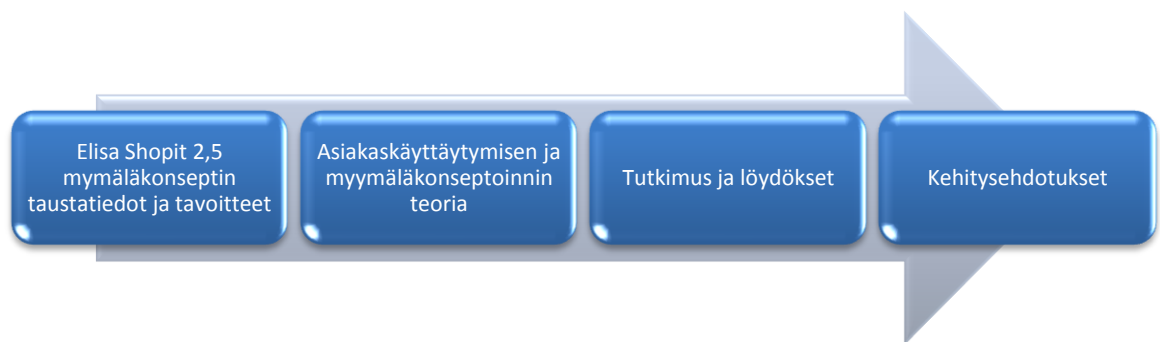 Elisa Shopit 2,5
mymäläkonseptin
taustatiedot ja tavoitteet
Asiakaskäyttäytymisen ja
myymäläkonseptoinnin
teoria
Tutkimus ja löydökset
Kehitysehdotukset